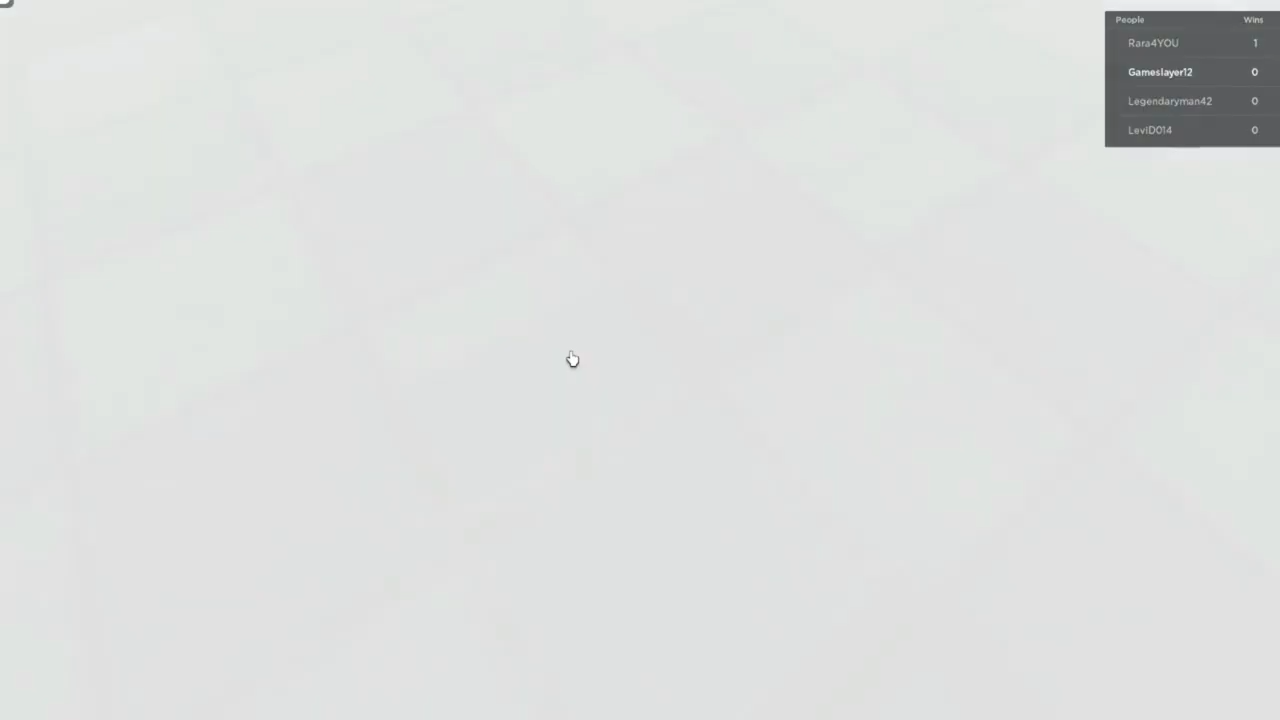 People Wins
Rara4YOU 1
Gameslayer12 0
Legendaryman42 0
LeviD014 0